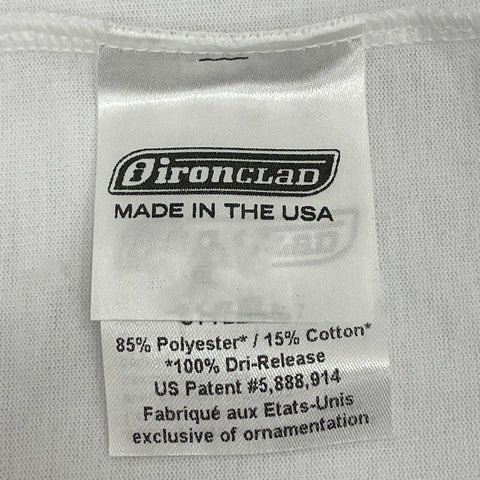 ironclad
MADE IN THE USA
85% Polyester* / 15% Cotton*
*100% Dri-Release
US Patent #5,888,914
Fabriqué aux Etats-Unis
exclusive of ornamentation